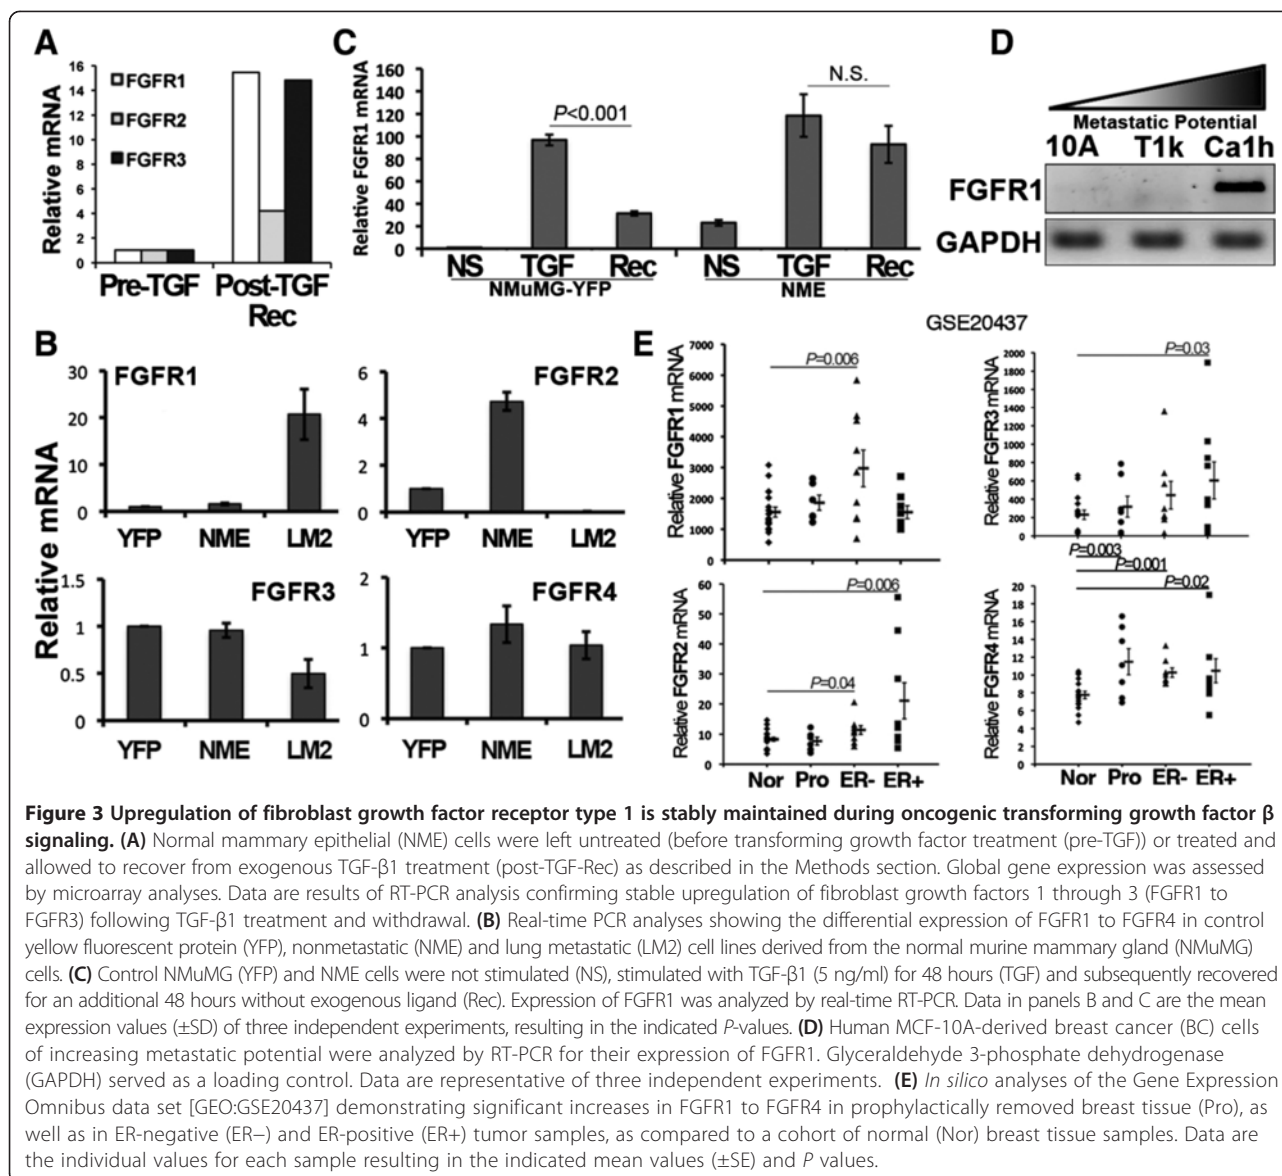 A
Relative mRNA
16
14
12
10
8
6
4
2
0
FGFR1
FGFR2
FGFR3
Pre-TGF
Post-TGF
Rec
C
Relative FGFR1 mRNA
160
140
120
100
80
60
40
20
0
P<0.001
N.S.
NS
TGF
Rec
NS
TGF
Rec
NMuMG-YFP
NME
D
Metastatic Potential
10A
T1k
Ca1h
FGFR1
GAPDH
B
Relative mRNA
FGFR1
30
20
10
0
YFP
NME
LM2
FGFR2
6
4
2
0
YFP
NME
LM2
FGFR3
1.5
1
0.5
0
YFP
NME
LM2
FGFR4
2
1
0
YFP
NME
LM2
E
GSE20437
Relative FGFR1 mRNA
7000
6000
5000
4000
3000
2000
1000
0
P=0.006
Relative FGFR3 mRNA
2000
1800
1600
1400
1200
1000
800
600
400
200
0
P=0.03
Relative FGFR2 mRNA
60
50
40
30
20
10
0
P=0.006
P=0.04
Nor
Pro
ER-
ER+
Relative FGFR4 mRNA
20
18
16
14
12
10
8
6
4
2
0
P=0.003
P=0.001
P=0.02
Nor
Pro
ER-
ER+
Figure 3 Upregulation of fibroblast growth factor receptor type 1 is stably maintained during oncogenic transforming growth factor β
signaling. (A) Normal mammary epithelial (NME) cells were left untreated (before transforming growth factor treatment (pre-TGF)) or treated and
allowed to recover from exogenous TGF-β1 treatment (post-TGF-Rec) as described in the Methods section. Global gene expression was assessed
by microarray analyses. Data are results of RT-PCR analysis confirming stable upregulation of fibroblast growth factors 1 through 3 (FGFR1 to
FGFR3) following TGF-β1 treatment and withdrawal. (B) Real-time PCR analyses showing the differential expression of FGFR1 to FGFR4 in control
yellow fluorescent protein (YFP), nonmetastatic (NME) and lung metastatic (LM2) cell lines derived from the normal murine mammary gland (NMuMG)
cells. (C) Control NMuMG (YFP) and NME cells were not stimulated (NS), stimulated with TGF-β1 (5 ng/ml) for 48 hours (TGF) and subsequently recovered
for an additional 48 hours without exogenous ligand (Rec). Expression of FGFR1 was analyzed by real-time RT-PCR. Data in panels B and C are the mean
expression values (±SD) of three independent experiments, resulting in the indicated P-values. (D) Human MCF-10A-derived breast cancer (BC) cells
of increasing metastatic potential were analyzed by RT-PCR for their expression of FGFR1. Glyceraldehyde 3-phosphate dehydrogenase
(GAPDH) served as a loading control. Data are representative of three independent experiments. (E) In silico analyses of the Gene Expression
Omnibus data set [GEO:GSE20437] demonstrating significant increases in FGFR1 to FGFR4 in prophylactically removed breast tissue (Pro), as
well as in ER-negative (ER−) and ER-positive (ER+) tumor samples, as compared to a cohort of normal (Nor) breast tissue samples. Data are
the individual values for each sample resulting in the indicated mean values (±SE) and P values.